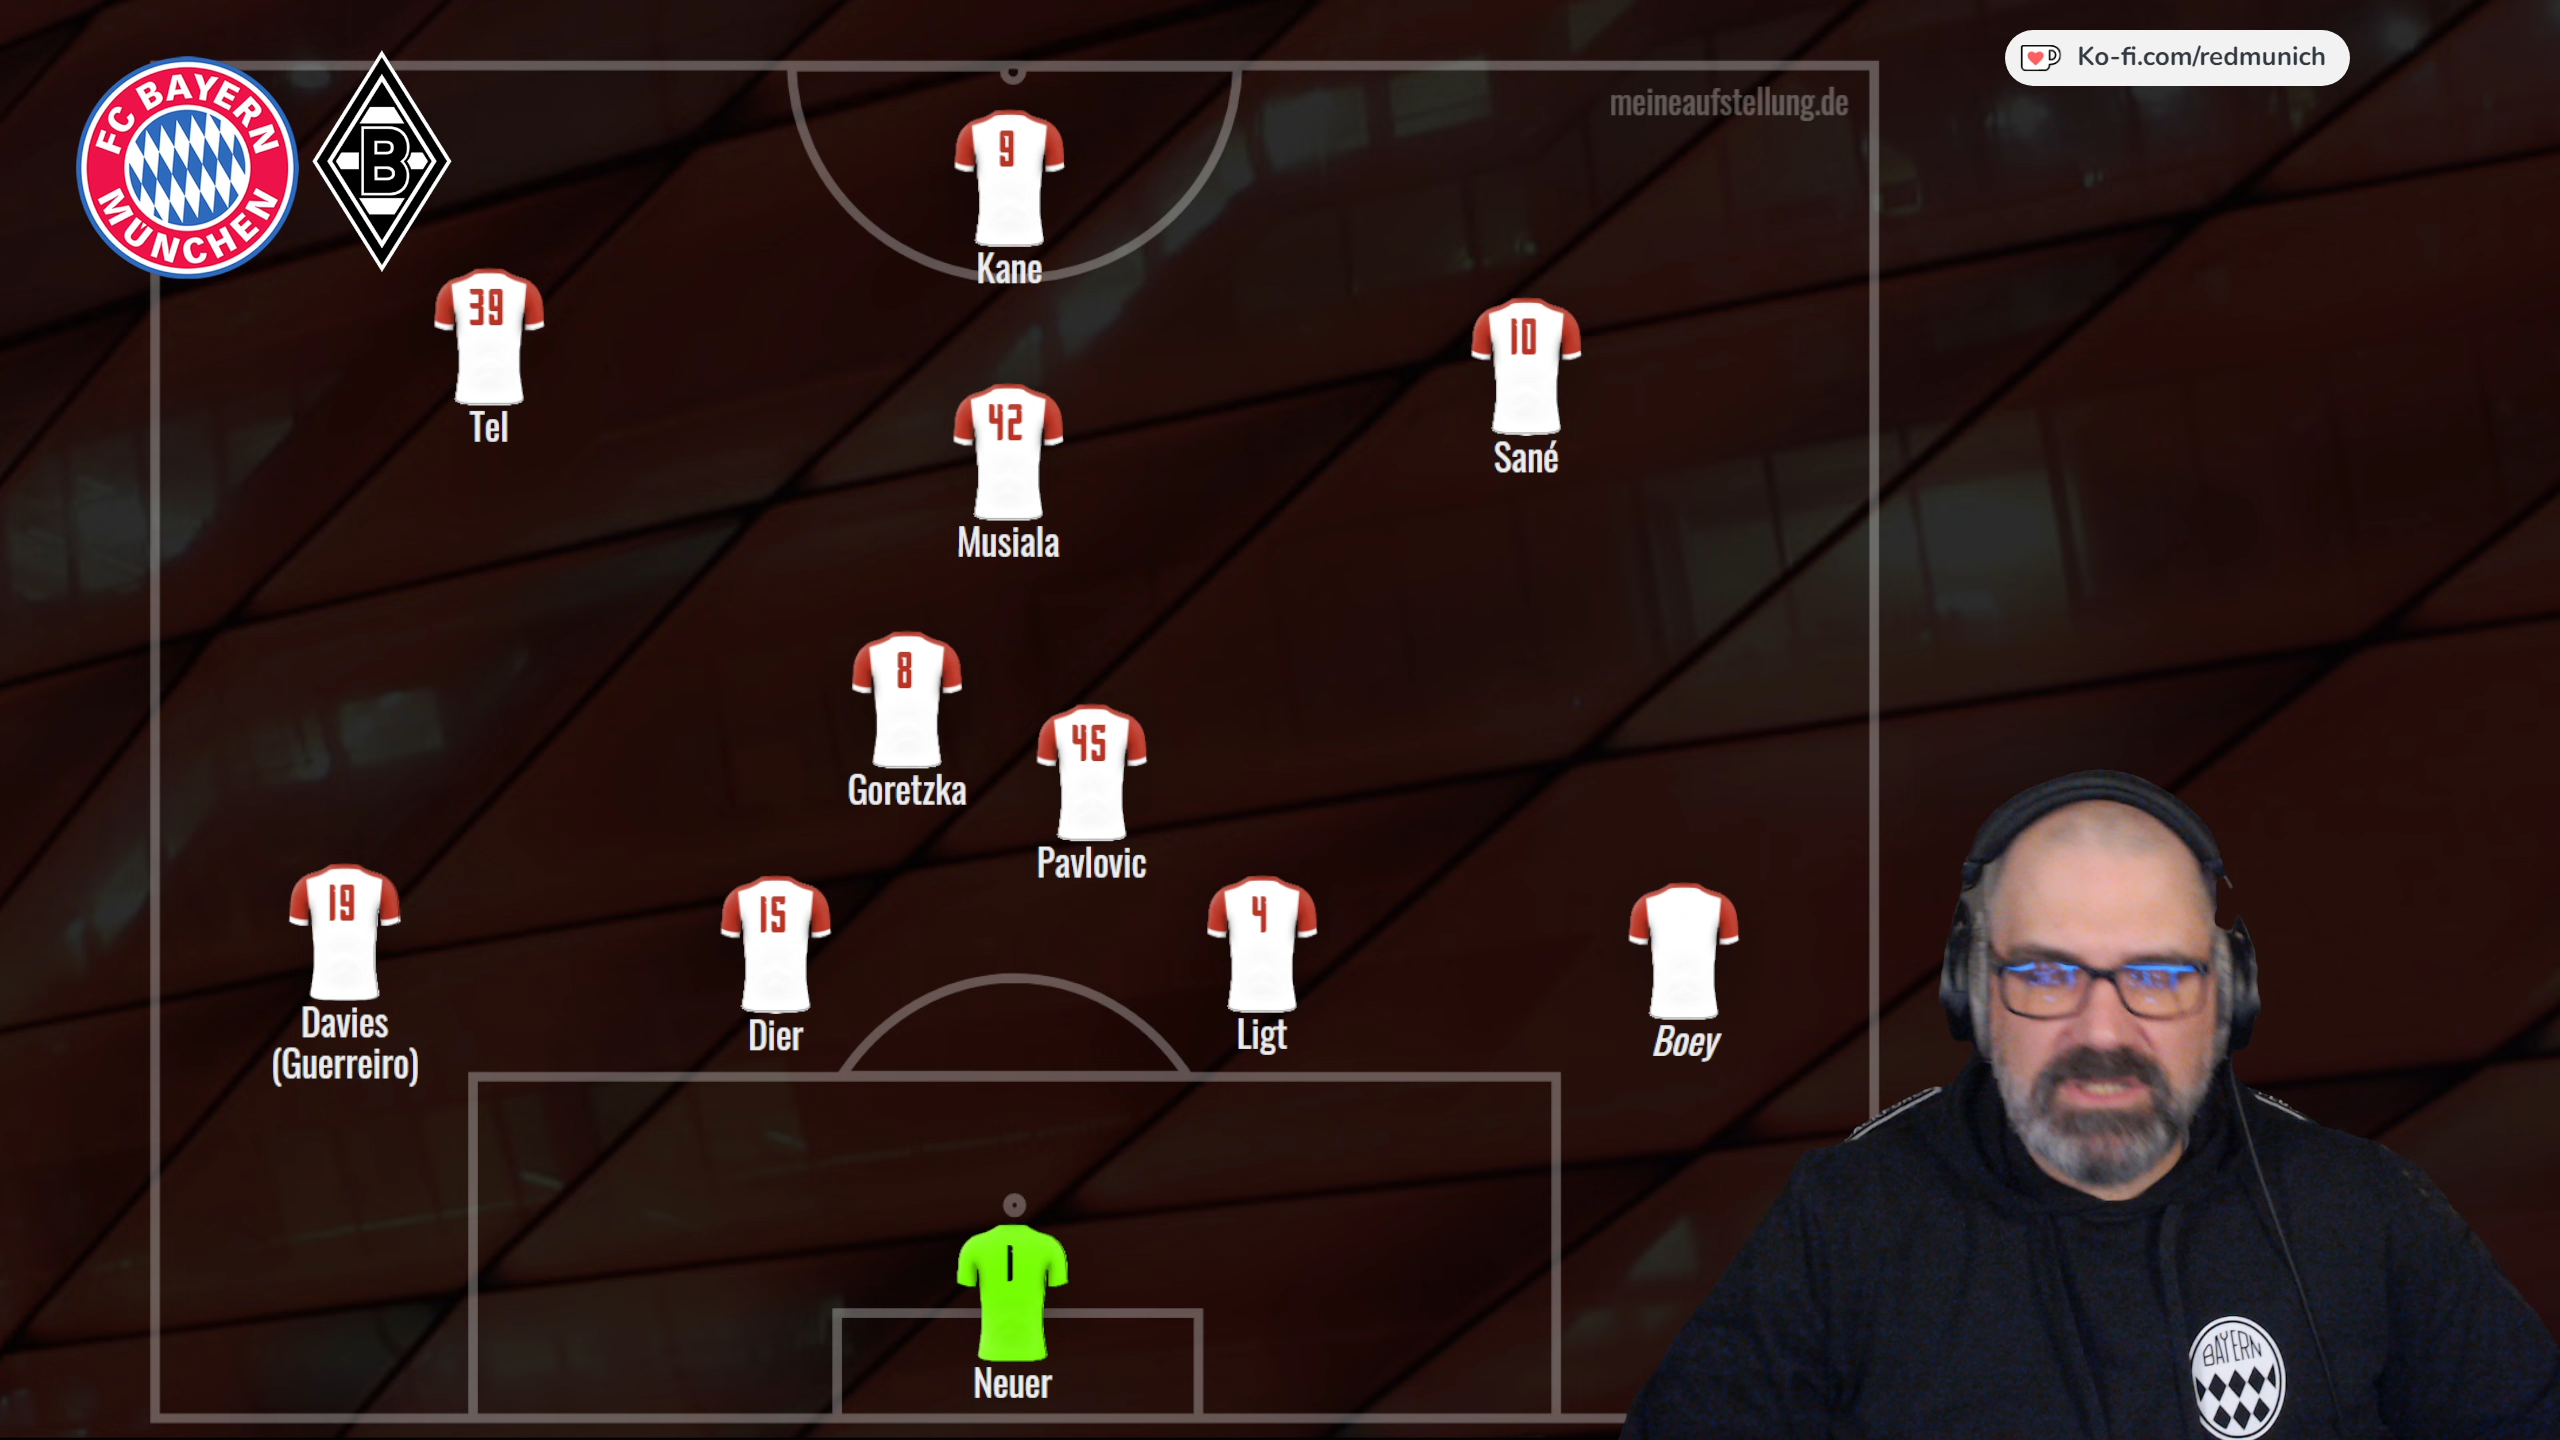 FC BAYERN
MÜNCHEN
B
Ko-fi.com/redmunich
meineaufstellung.de
9
Kane
39
Tel
10
Sané
42
Musiala
8
Goretzka
45
Pavlovic
19
Davies
(Guerreiro)
15
Dier
4
Ligt
Boey
1
Neuer
BAYERN